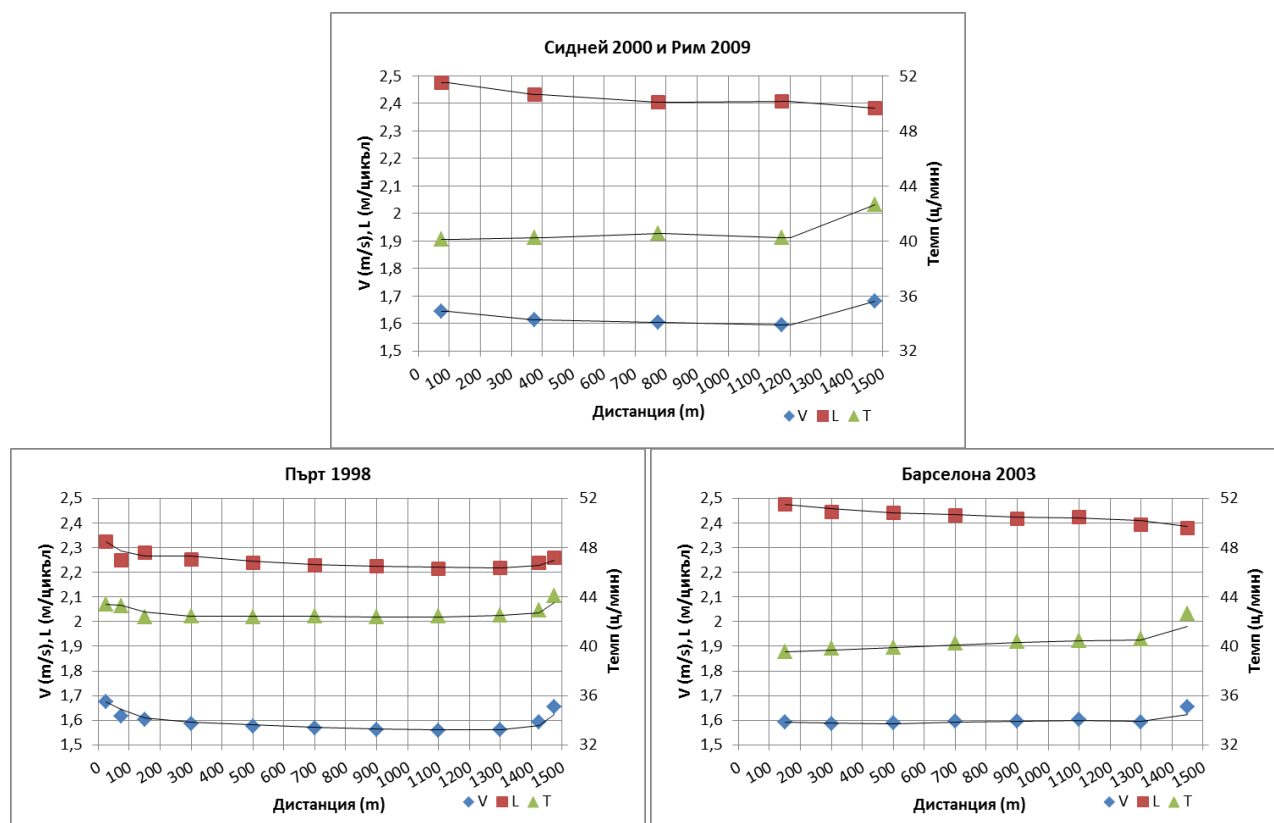 Сидней 2000 и Рим 2009
V (m/s), L (м/цикъл)
2,5
2,4
2,3
2,2
2,1
2
1,9
1,8
1,7
1,6
1,5
52
48
44
40
36
32
Темп (ц/мин)
0 100 200 300 400 500 600 700 800 900 1000 1100 1200 1300 1400 1500
Дистанция (m)
V L T
Пърт 1998
V (m/s), L (м/цикъл)
2,5
2,4
2,3
2,2
2,1
2
1,9
1,8
1,7
1,6
1,5
52
48
44
40
36
32
Темп (ц/мин)
0 100 200 300 400 500 600 700 800 900 1000 1100 1200 1300 1400 1500
Дистанция (m)
V L T
Барселона 2003
V (m/s), L (м/цикъл)
2,5
2,4
2,3
2,2
2,1
2
1,9
1,8
1,7
1,6
1,5
52
48
44
40
36
32
Темп (ц/мин)
0 100 200 300 400 500 600 700 800 900 1000 1100 1200 1300 1400 1500
Дистанция (m)
V L T